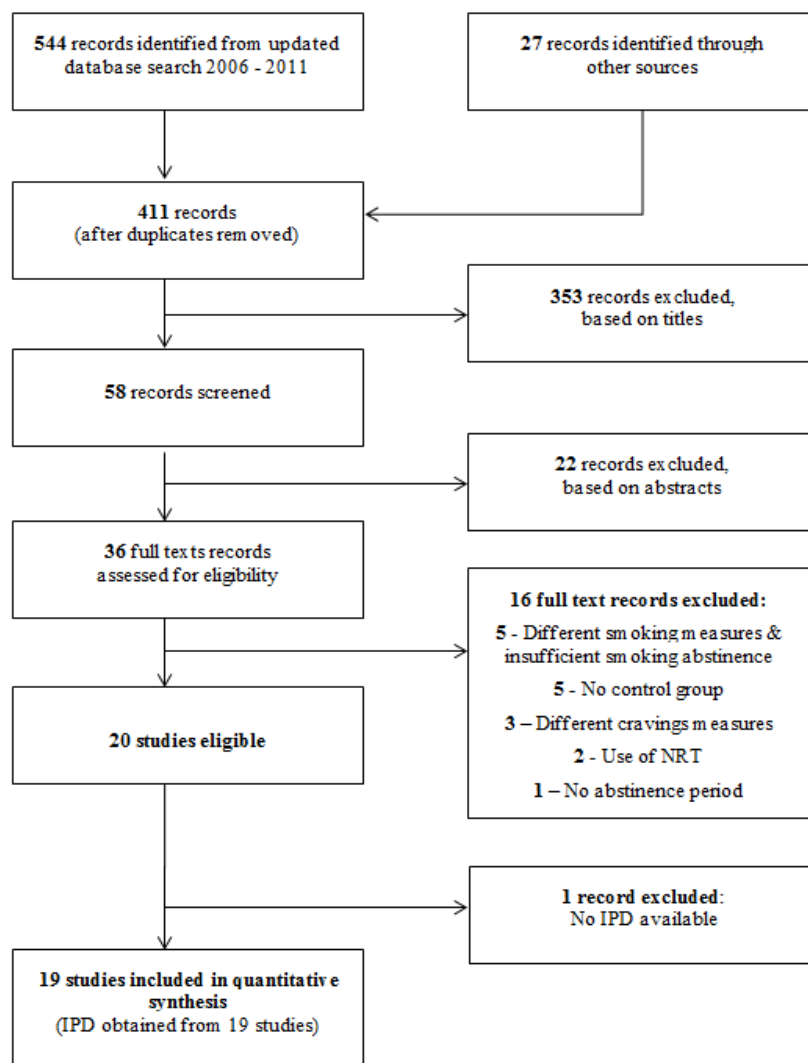 544 records identified from updated
database search 2006 - 2011
27 records identified through
other sources
411 records
(after duplicates removed)
353 records excluded,
based on titles
58 records screened
22 records excluded,
based on abstracts
36 full texts records
assessed for eligibility
16 full text records excluded:
5 - Different smoking measures &
insufficient smoking abstinence
5 - No control group
3 – Different cravings measures
2 - Use of NRT
1 – No abstinence period
20 studies eligible
1 record excluded:
No IPD available
19 studies included in quantitative
synthesis
(IPD obtained from 19 studies)